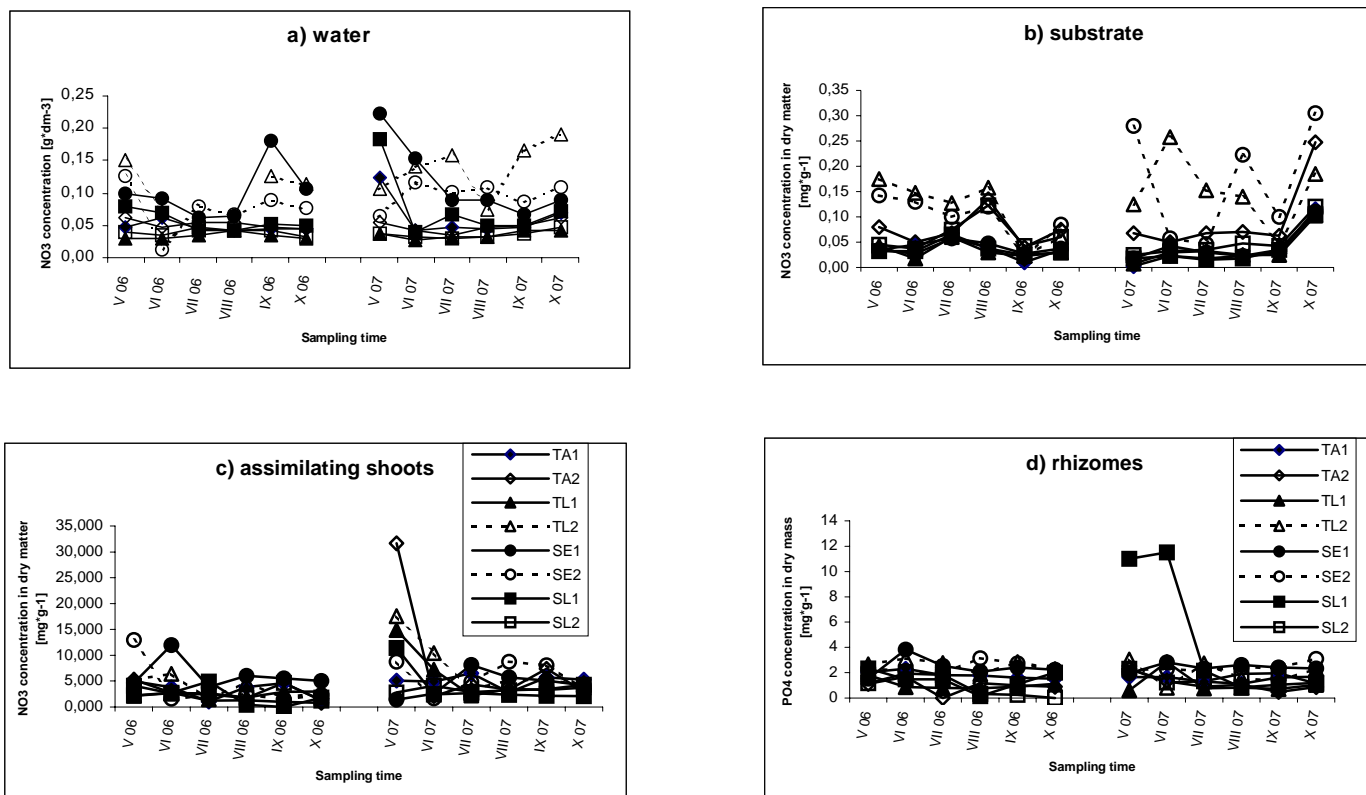 a) water
NO3 concentration [g*dm-3]
0,25
0,20
0,15
0,10
0,05
0,00
V 06
VI 06
VII 06
VIII 06
IX 06
X 06
V 07
VI 07
VII 07
VIII 07
IX 07
X 07
Sampling time
b) substrate
NO3 concentration in dry matter
[mg*g-1]
0,35
0,30
0,25
0,20
0,15
0,10
0,05
0,00
V 06
VI 06
VII 06
VIII 06
IX 06
X 06
V 07
VI 07
VII 07
VIII 07
IX 07
X 07
Sampling time
c) assimilating shoots
NO3 concentration in dry matter
[mg*g-1]
35,000
30,000
25,000
20,000
15,000
10,000
5,000
0,000
V 06
VI 06
VII 06
VIII 06
IX 06
X 06
V 07
VI 07
VII 07
VIII 07
IX 07
X 07
Sampling time
TA1
TA2
TL1
TL2
SE1
SE2
SL1
SL2
d) rhizomes
PO4 concentration in dry mass
[mg*g-1]
14
12
10
8
6
4
2
0
V 06
VI 06
VII 06
VIII 06
IX 06
X 06
V 07
VI 07
VII 07
VIII 07
IX 07
X 07
Sampling time
TA1
TA2
TL1
TL2
SE1
SE2
SL1
SL2